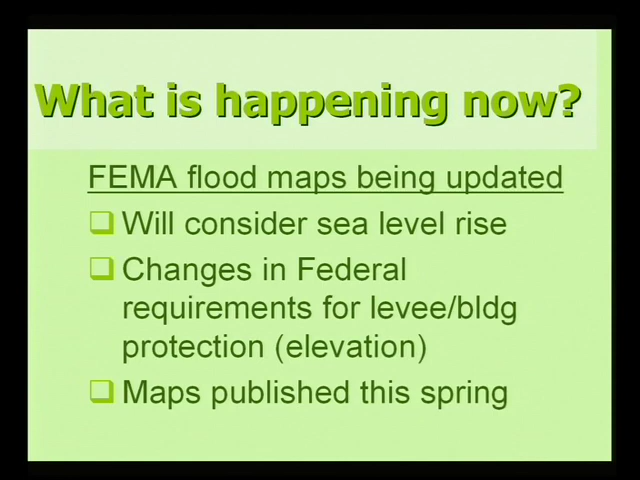 What is happening now?
FEMA flood maps being updated
Will consider sea level rise
Changes in Federal
requirements for levee/bldg
protection (elevation)
Maps published this spring